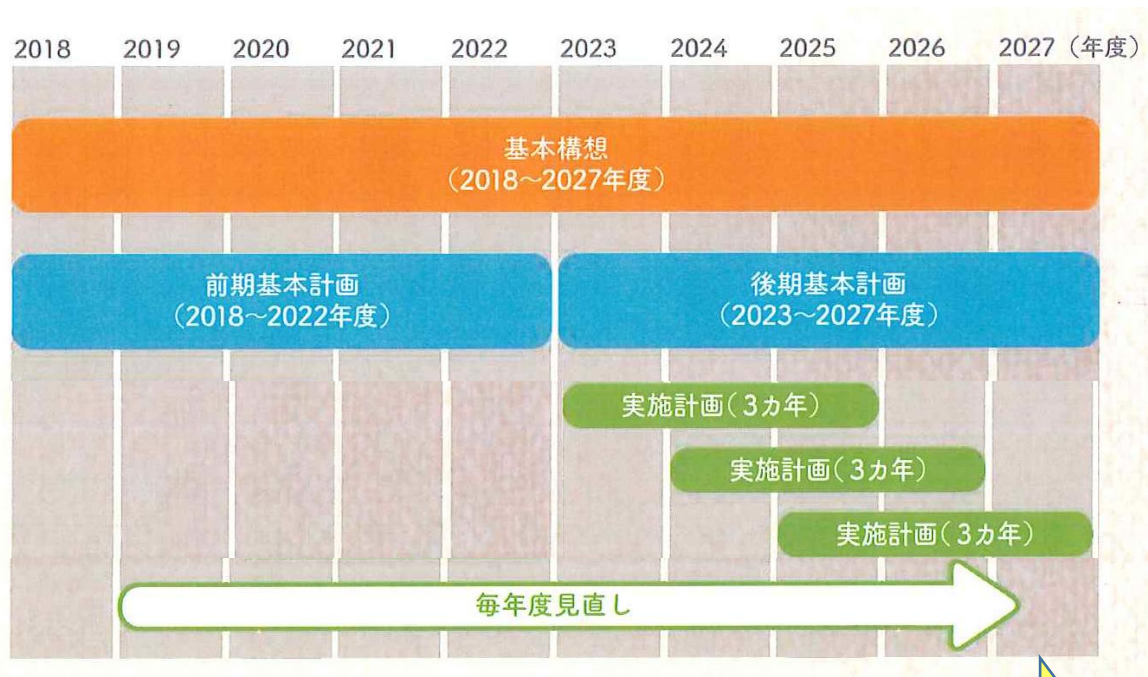 2018 2019 2020 2021 2022 2023 2024 2025 2026 2027（年度）
基本構想
（2018～2027年度）
前期基本計画
（2018～2022年度）
後期基本計画
（2023～2027年度）
実施計画（3カ年）
実施計画（3カ年）
実施計画（3カ年）
毎年度見直し